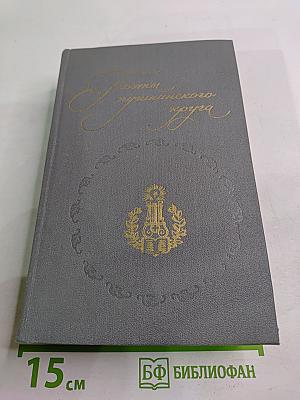 Поэты
пушкинского
круга
15 см
БФ БИБЛИОФАН